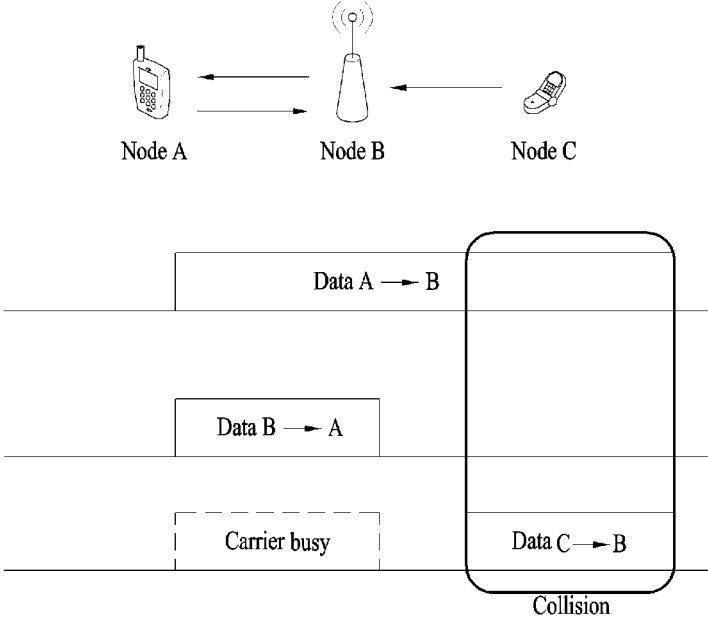 Node A
Node B
Node C
Data A → B
Data B → A
Carrier busy
Data C → B
Collision